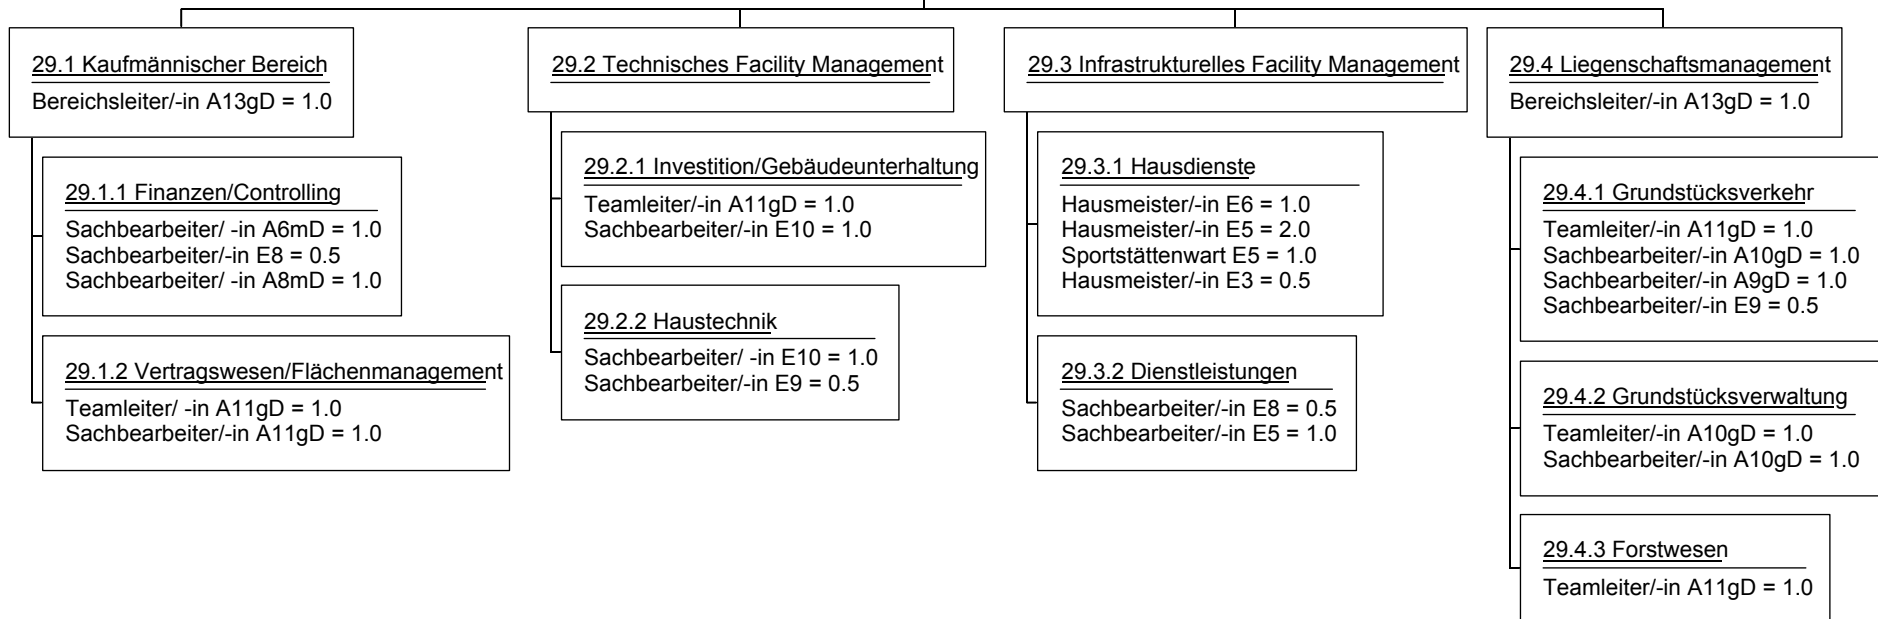 29.1 Kaufmännischer Bereich
Bereichsleiter/-in A13gD = 1.0
29.1.1 Finanzen/Controlling
Sachbearbeiter/ -in A6mD = 1.0
Sachbearbeiter/-in E8 = 0.5
Sachbearbeiter/ -in A8mD = 1.0
29.1.2 Vertragswesen/Flächenmanagement
Teamleiter/ -in A11gD = 1.0
Sachbearbeiter/-in A11gD = 1.0
29.2 Technisches Facility Management
29.2.1 Investition/Gebäudeunterhaltung
Teamleiter/-in A11gD = 1.0
Sachbearbeiter/-in E10 = 1.0
29.2.2 Haustechnik
Sachbearbeiter/ -in E10 = 1.0
Sachbearbeiter/-in E9 = 0.5
29.3 Infrastrukturelles Facility Management
29.3.1 Hausdienste
Hausmeister/-in E6 = 1.0
Hausmeister/-in E5 = 2.0
Sportstättenwart E5 = 1.0
Hausmeister/-in E3 = 0.5
29.3.2 Dienstleistungen
Sachbearbeiter/-in E8 = 0.5
Sachbearbeiter/-in E5 = 1.0
29.4 Liegenschaftsmanagement
Bereichsleiter/-in A13gD = 1.0
29.4.1 Grundstücksverkehr
Teamleiter/-in A11gD = 1.0
Sachbearbeiter/-in A10gD = 1.0
Sachbearbeiter/-in A9gD = 1.0
Sachbearbeiter/-in E9 = 0.5
29.4.2 Grundstücksverwaltung
Teamleiter/-in A10gD = 1.0
Sachbearbeiter/-in A10gD = 1.0
29.4.3 Forstwesen
Teamleiter/-in A11gD = 1.0